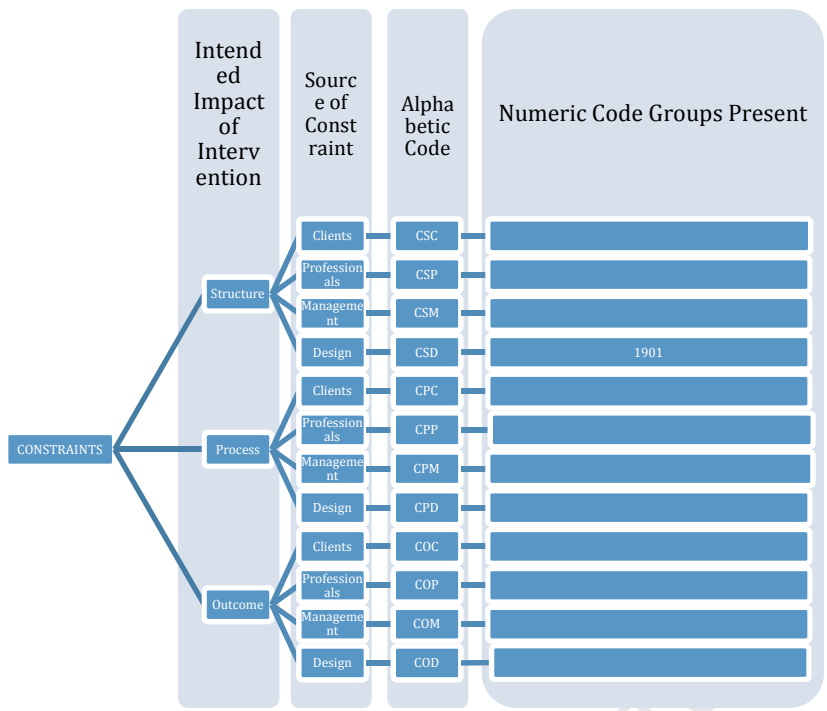 Intend
ed
Impact
of
Interv
ention
Sourc
e of
Const
raint
Alpha
betic
Code
Numeric Code Groups Present
CONSTRAINTS
Structure
Clients
CSC
Profession
als
CSP
Manageme
nt
CSM
Design
CSD
1901
Process
Clients
CPC
Profession
als
CPP
Manageme
nt
CPM
Design
CPD
Outcome
Clients
COC
Profession
als
COP
Manageme
nt
COM
Design
COD